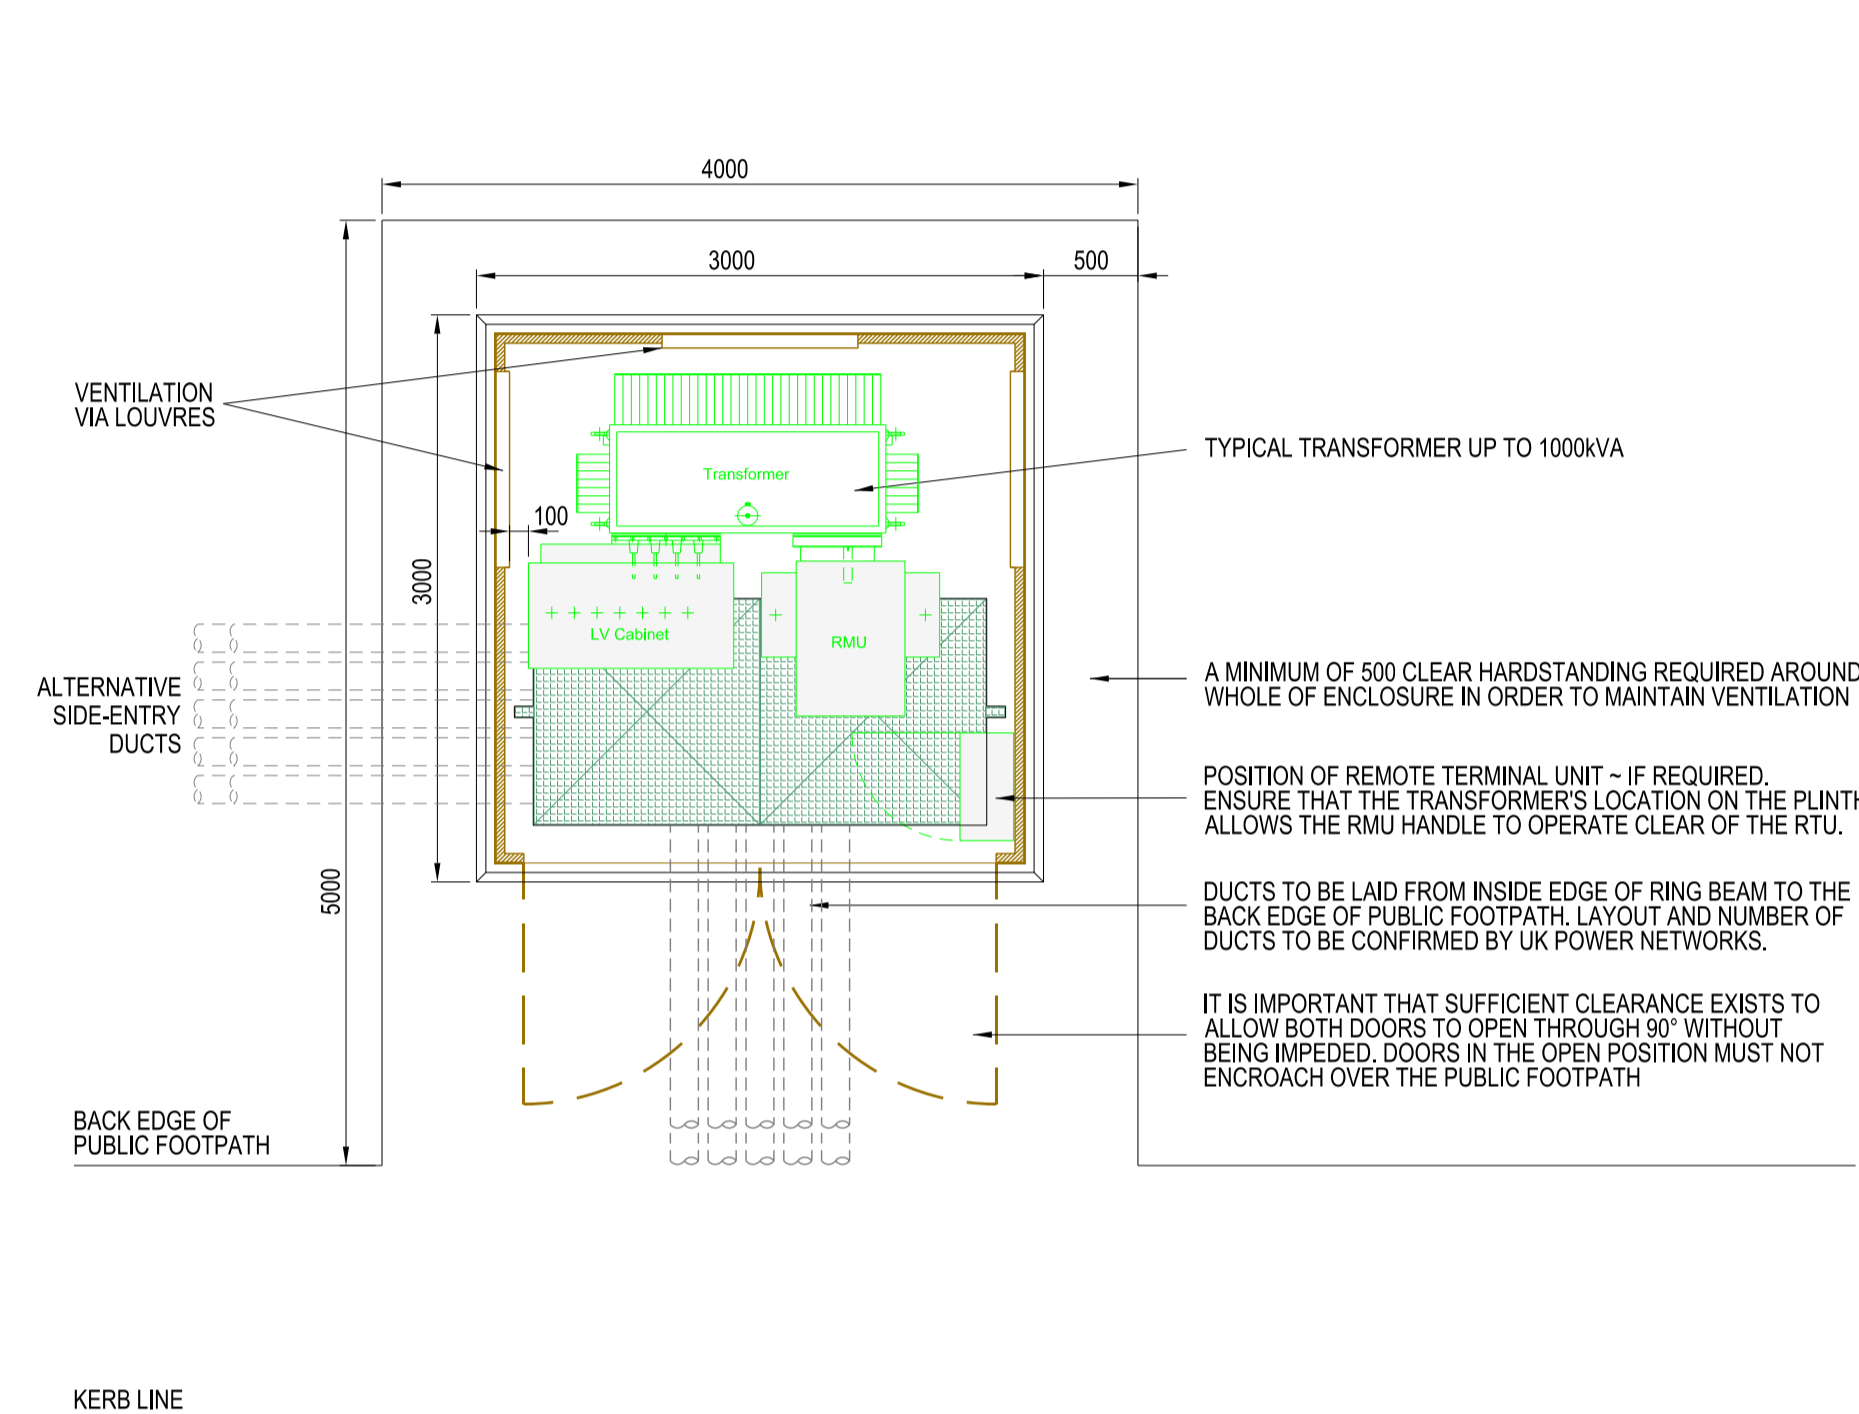 4000
3000
500
VENTILATION
VIA LOUVRES
Transformer
TYPICAL TRANSFORMER UP TO 1000kVA
100
3000
LV Cabinet
RMU
ALTERNATIVE
SIDE-ENTRY
DUCTS
A MINIMUM OF 500 CLEAR HARDSTANDING REQUIRED AROUND
WHOLE OF ENCLOSURE IN ORDER TO MAINTAIN VENTILATION
POSITION OF REMOTE TERMINAL UNIT ~ IF REQUIRED.
ENSURE THAT THE TRANSFORMER'S LOCATION ON THE PLINTH
ALLOWS THE RMU HANDLE TO OPERATE CLEAR OF THE RTU.
5000
DUCTS TO BE LAID FROM INSIDE EDGE OF RING BEAM TO THE
BACK EDGE OF PUBLIC FOOTPATH. LAYOUT AND NUMBER OF
DUCTS TO BE CONFIRMED BY UK POWER NETWORKS.
IT IS IMPORTANT THAT SUFFICIENT CLEARANCE EXISTS TO
ALLOW BOTH DOORS TO OPEN THROUGH 90° WITHOUT
BEING IMPEDED. DOORS IN THE OPEN POSITION MUST NOT
ENCROACH OVER THE PUBLIC FOOTPATH
BACK EDGE OF
PUBLIC FOOTPATH
KERB LINE